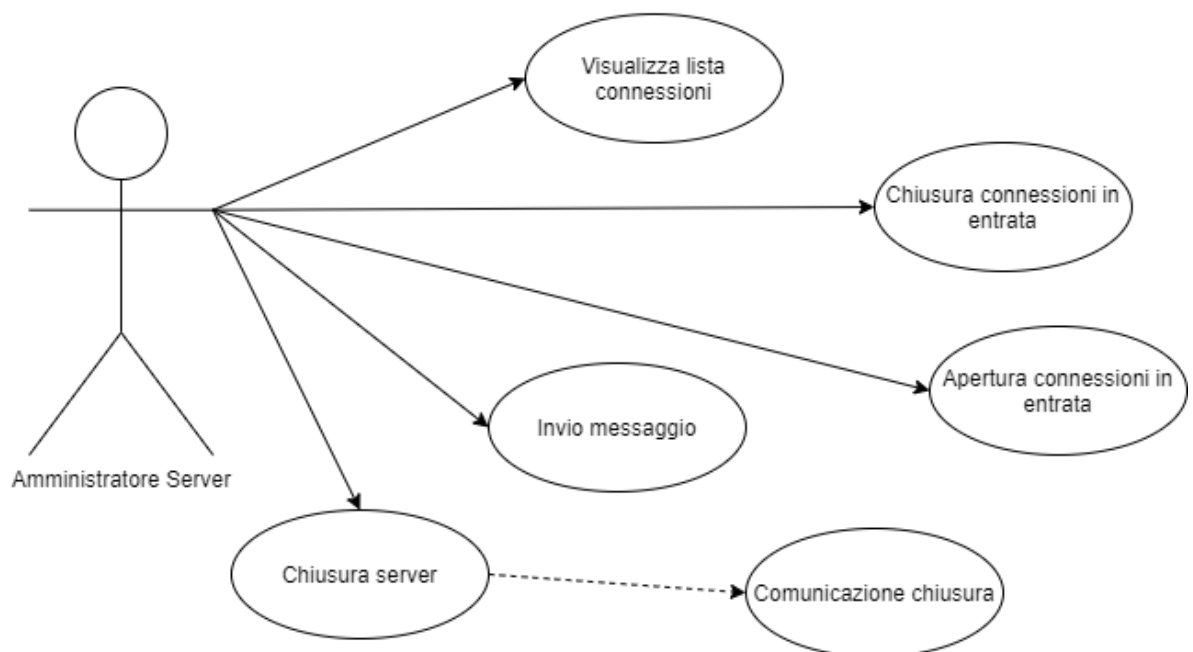 Visualizza lista
connessioni
Chiusura connessioni in
entrata
Apertura connessioni in
entrata
Invio messaggio
Amministratore Server
Chiusura server
Comunicazione chiusura